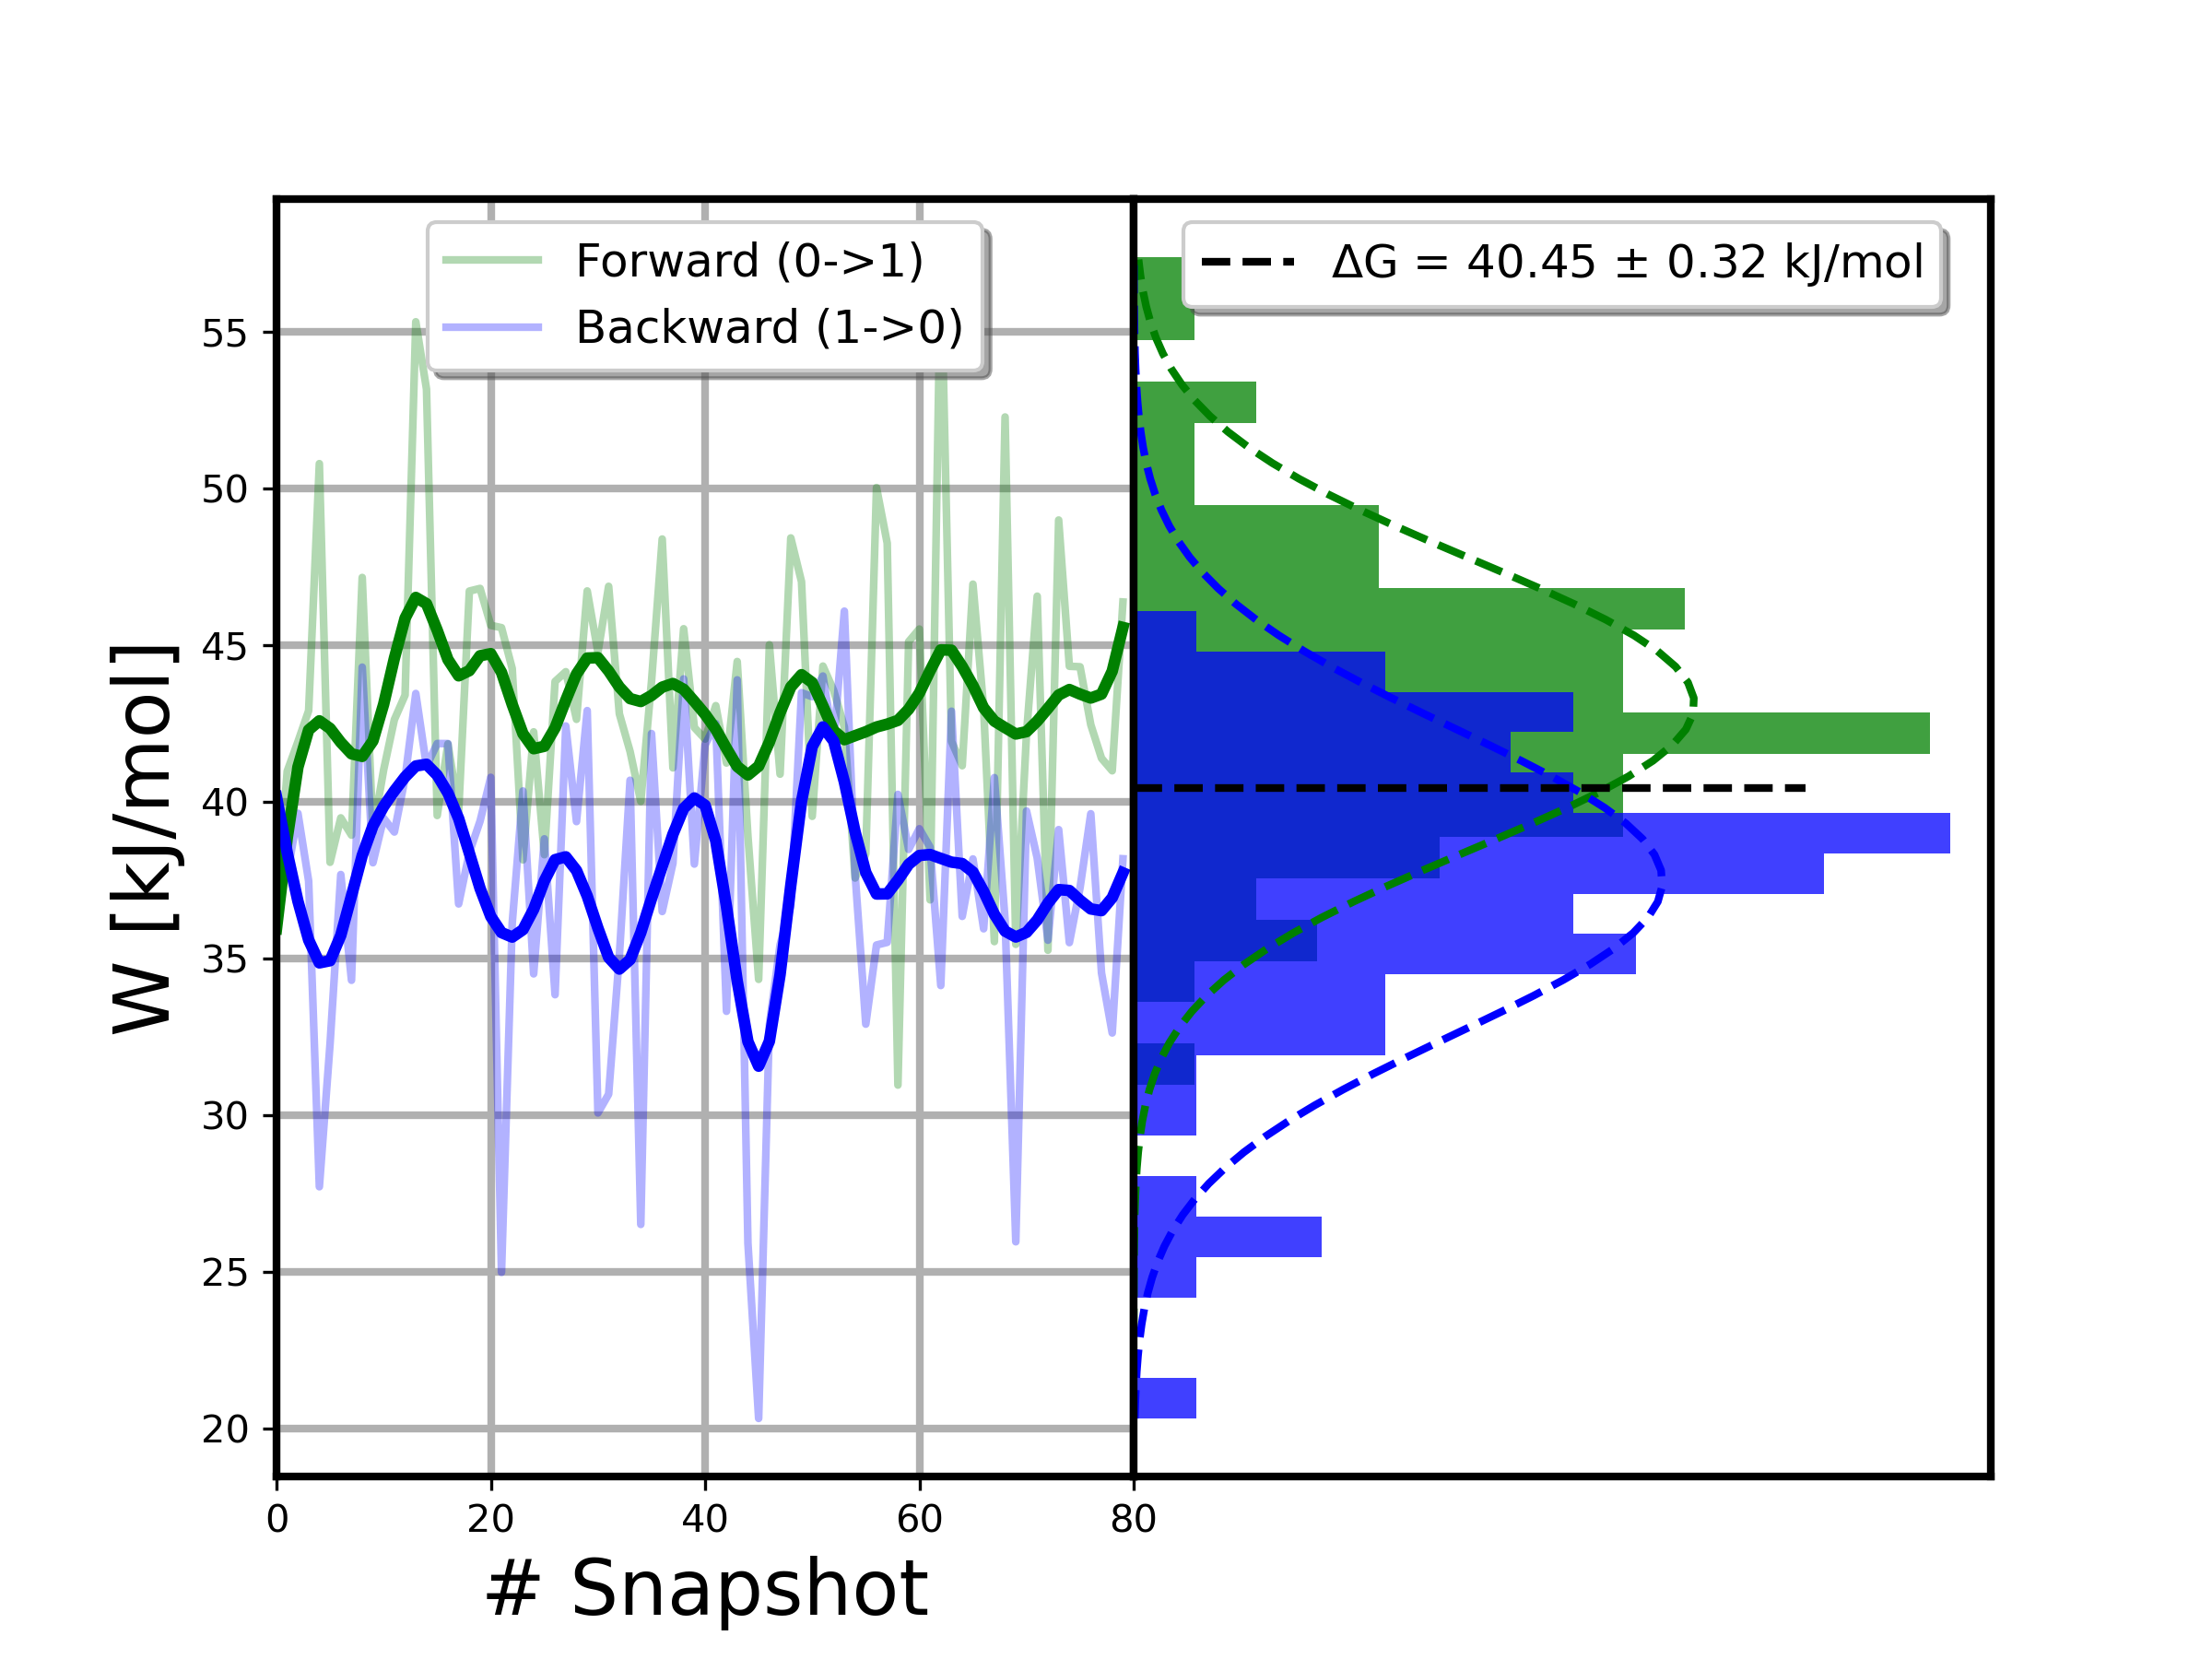 Forward (0->1)
Backward (1->0)
ΔG = 40.45 ± 0.32 kJ/mol
W [kJ/mol]
55
50
45
40
35
30
25
20
0 20 40 60 80
# Snapshot